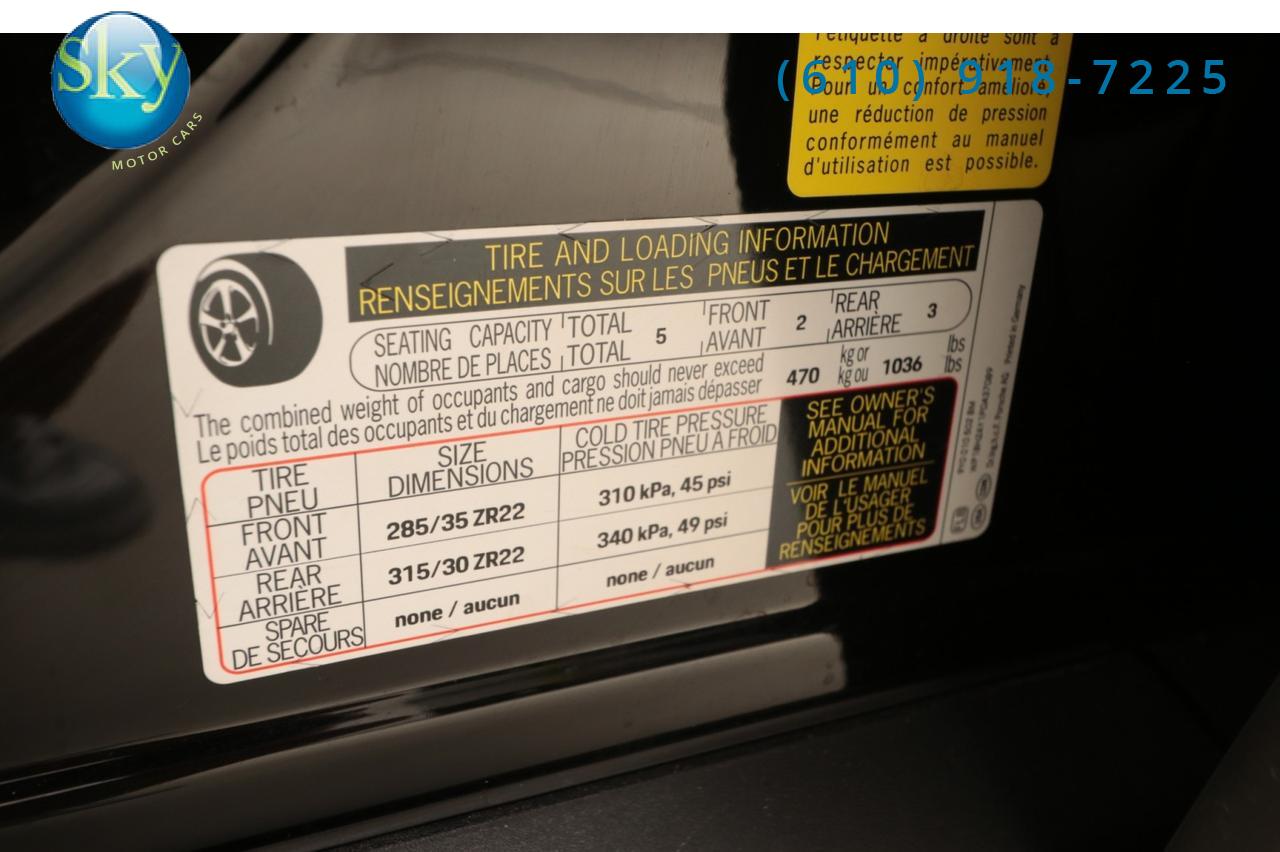 Sky
MOTOR CARS
(610) 918-7225
l'étiquette à droite sont à
respecter impérativement.
Pour un confort amélioré,
une réduction de pression
conformément au manuel
d'utilisation est possible.
TIRE AND LOADING INFORMATION
RENSEIGNEMENTS SUR LES PNEUS ET LE CHARGEMENT
SEATING CAPACITY TOTAL 5 FRONT 2 REAR 3
NOMBRE DE PLACES TOTAL AVANT ARRIÈRE
The combined weight of occupants and cargo should never exceed 470 kg or 1036 lbs
Le poids total des occupants et du chargement ne doit jamais dépasser kg ou lbs
TIRE SIZE COLD TIRE PRESSURE
PNEU DIMENSIONS PRESSION PNEU À FROID
FRONT 285/35 ZR22 310 kPa, 45 psi
AVANT
REAR 315/30 ZR22 340 kPa, 49 psi
ARRIÈRE
SPARE none / aucun none / aucun
DE SECOURS
SEE OWNER'S
MANUAL FOR
ADDITIONAL
INFORMATION
VOIR LE MANUEL
DE L'USAGER
POUR PLUS DE
RENSEIGNEMENTS
Porsche AG Printed in Germany